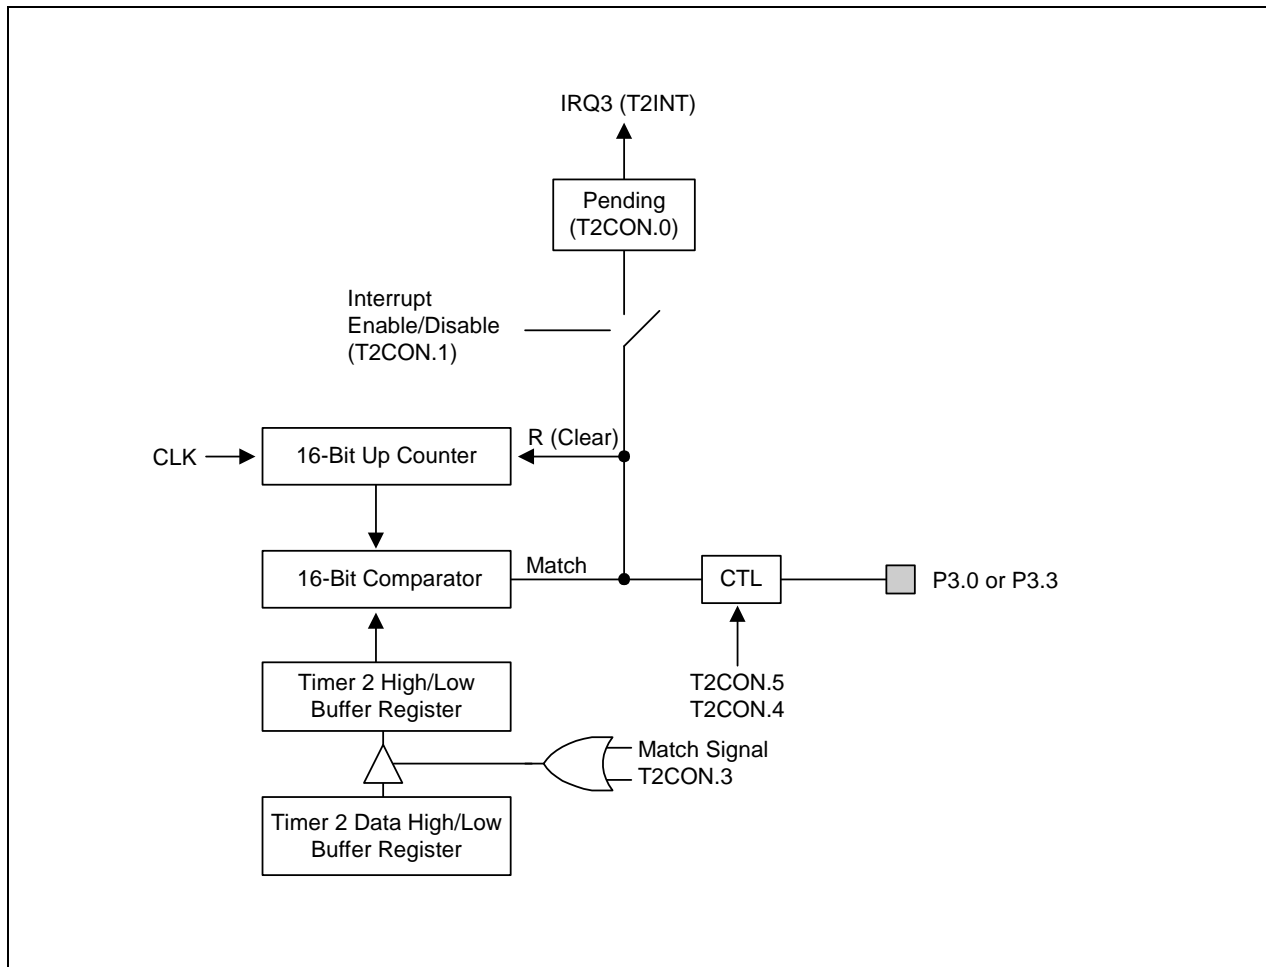 IRQ3 (T2INT)
Pending
(T2CON.0)
Interrupt
Enable/Disable
(T2CON.1)
R (Clear)
CLK
16-Bit Up Counter
16-Bit Comparator
Match
CTL
P3.0 or P3.3
Timer 2 High/Low
Buffer Register
T2CON.5
T2CON.4
Match Signal
T2CON.3
Timer 2 Data High/Low
Buffer Register